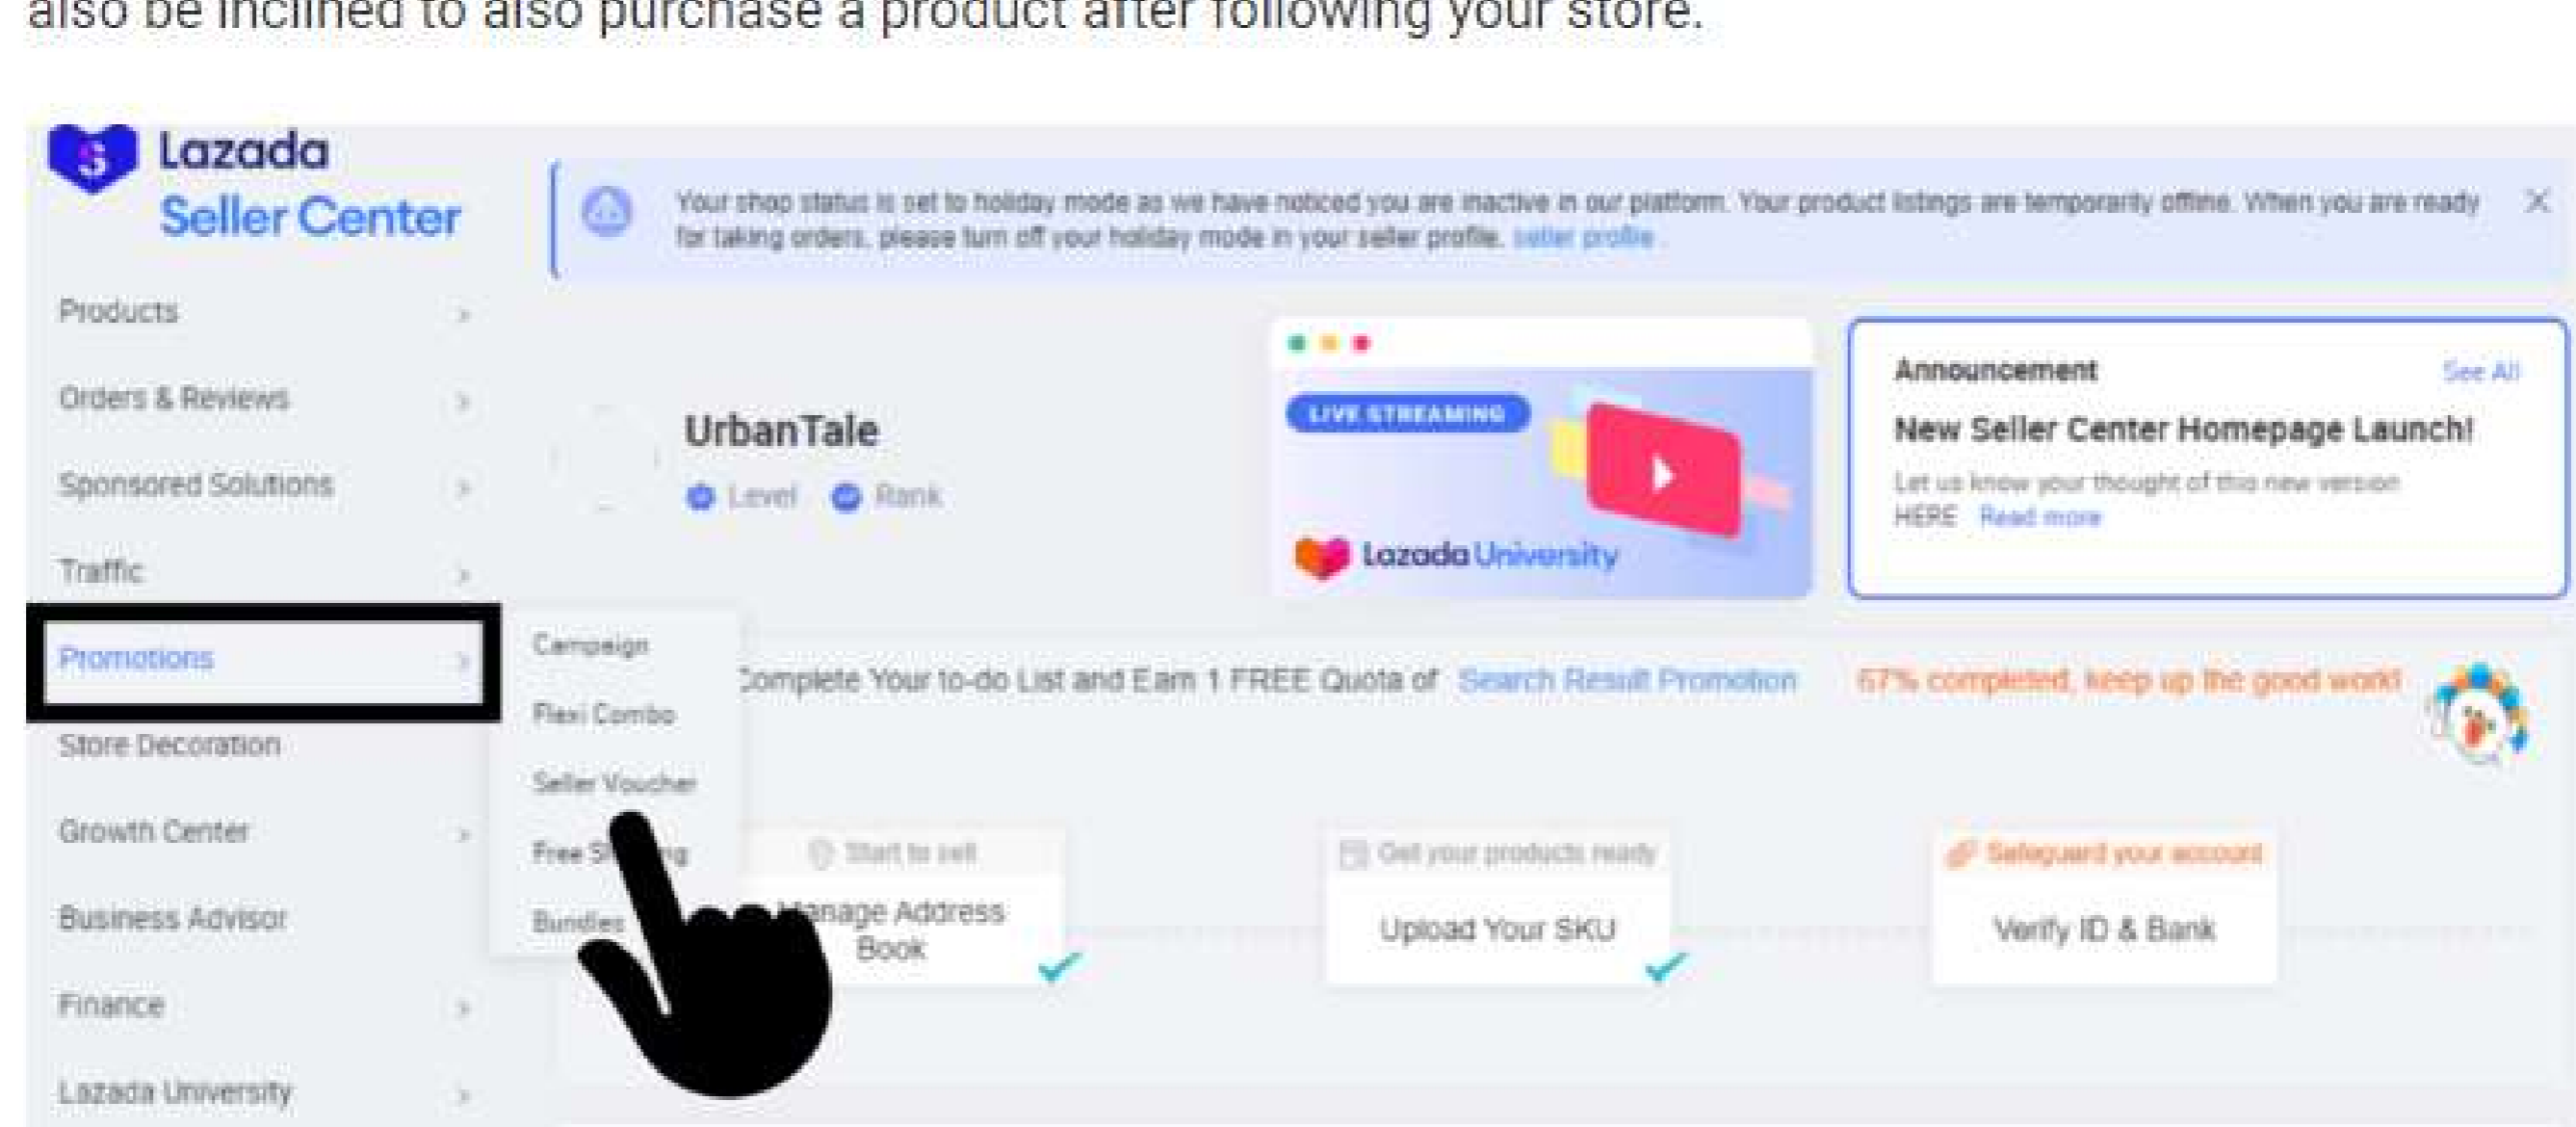 also be inclined to also purchase a product after following your store.
Lazada
Seller Center
Your shop status is set to holiday mode as we have noticed you are inactive in our platform. Your product listings are temporarily offline. When you are ready
for taking orders, please turn off your holiday mode in your seller profile. seller profile.
Products
Orders & Reviews
Sponsored Solutions
Traffic
Promotions
Store Decoration
Growth Center
Business Advisor
Finance
Lazada University
Campaign
Flexi Combo
Seller Voucher
Free
Bundles
UrbanTale
Level Rank
LIVE STREAMING
Lazada University
Announcement See All
New Seller Center Homepage Launch!
Let us know your thought of this new version
HERE Read more
Complete Your to-do List and Earn 1 FREE Quota of Search Result Promotion 67% completed, keep up the good work!
Start to sell
Manage Address
Book
Get your products ready
Upload Your SKU
Safeguard your account
Verify ID & Bank